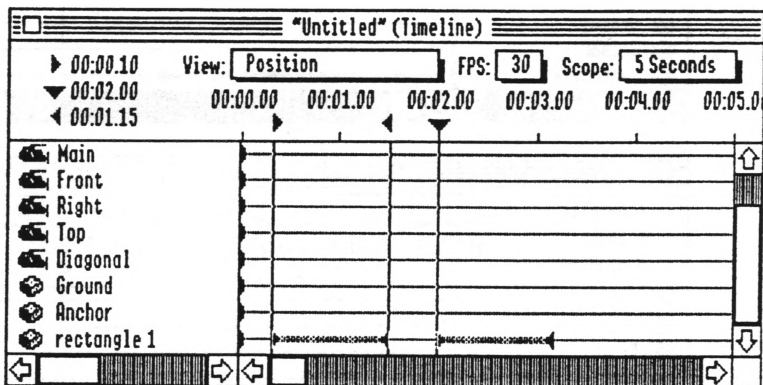 "Untitled" (Timeline)
00:00.10 View: Position FPS: 30 Scope: 5 Seconds
00:02.00
00:01.15
00:00.00 00:01.00 00:02.00 00:03.00 00:04.00 00:05.0
Main
Front
Right
Top
Diagonal
Ground
Anchor
rectangle 1